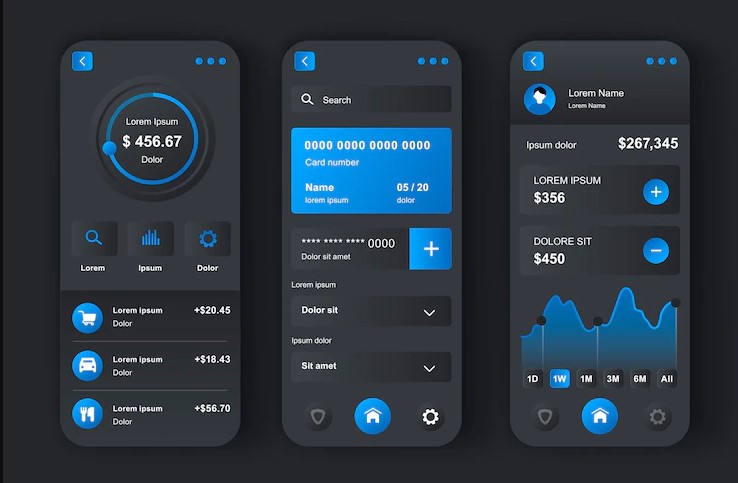 Lorem Ipsum
$ 456.67
Dolor
Lorem
Ipsum
Dolor
Lorem ipsum
+$20.45
Dolor
Lorem ipsum
+$18.43
Dolor
Lorem ipsum
+$56.70
Dolor
Search
0000 0000 0000 0000
Card number
Name
05 / 20
lorem ipsum
dolor
**** **** **** 0000
Dolor sit amet
+
Lorem ipsum
Dolor sit
Ipsum dolor
Sit amet
Lorem Name
Lorem Name
Ipsum dolor
$267,345
LOREM IPSUM
$356
DOLORE SIT
$450
1D 1W 1M 3M 6M All